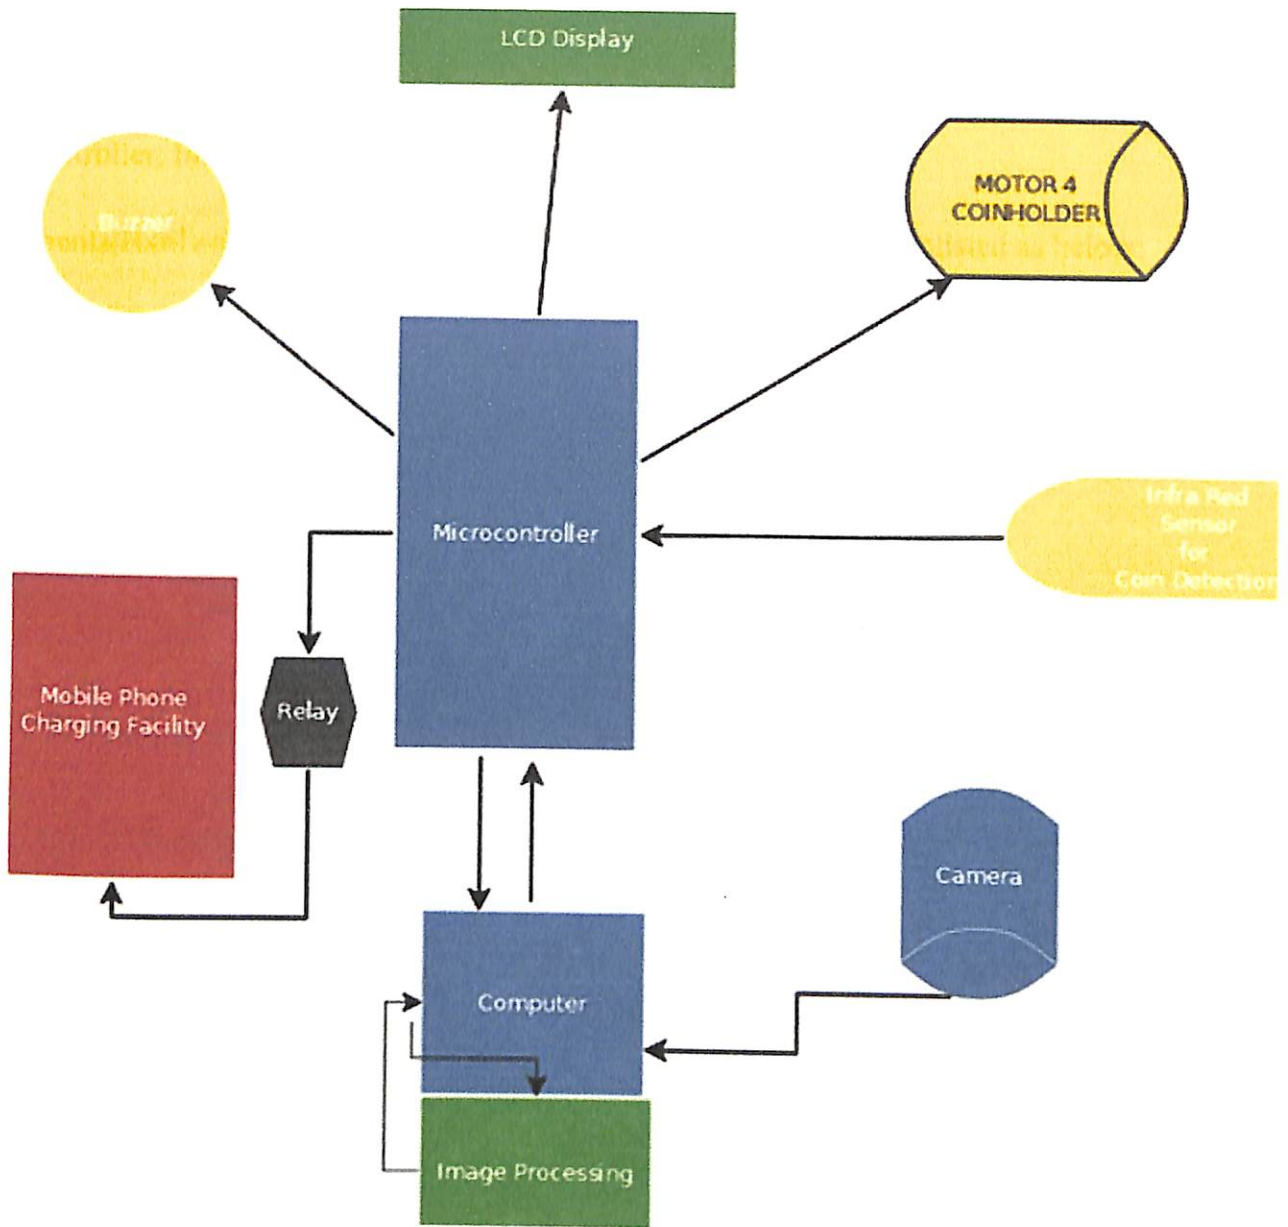 LCD Display
Buzzer
MOTOR 4
COINHOLDER
Microcontroller
Infra Red
Sensor
for
Coin Detection
Mobile Phone
Charging Facility
Relay
Camera
Computer
Image Processing